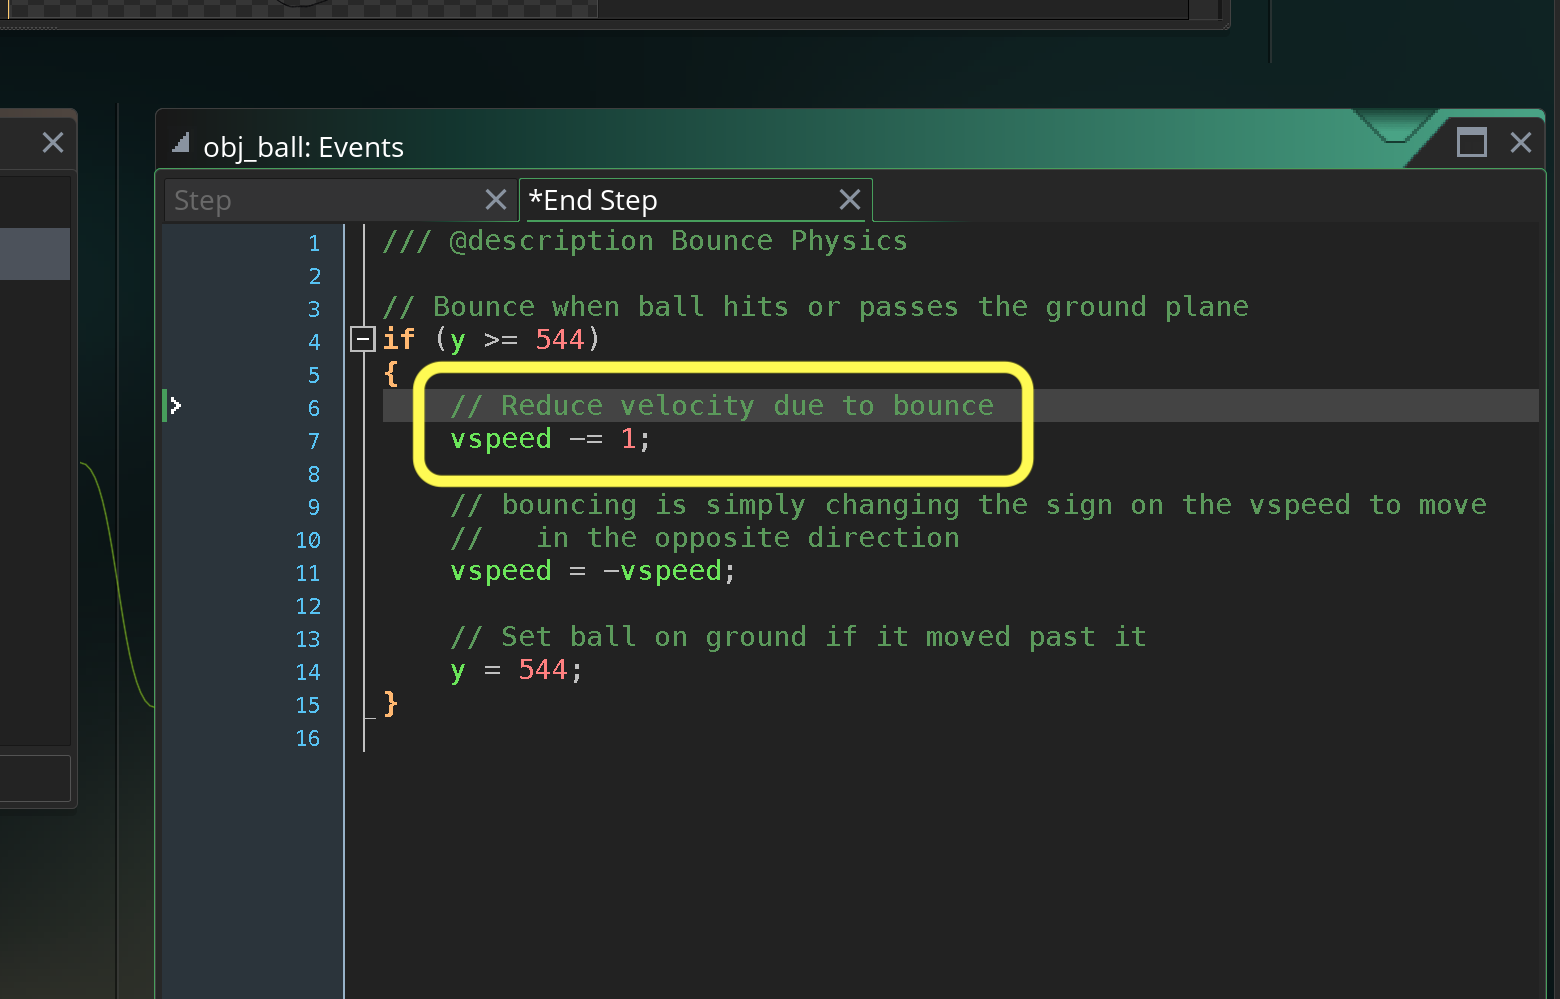 obj_ball: Events
Step
*End Step
1 /// @description Bounce Physics
2
3 // Bounce when ball hits or passes the ground plane
4 if (y >= 544)
5 {
6 // Reduce velocity due to bounce
7 vspeed -= 1;
8
9 // bouncing is simply changing the sign on the vspeed to move
10 //   in the opposite direction
11 vspeed = -vspeed;
12
13 // Set ball on ground if it moved past it
14 y = 544;
15 }
16